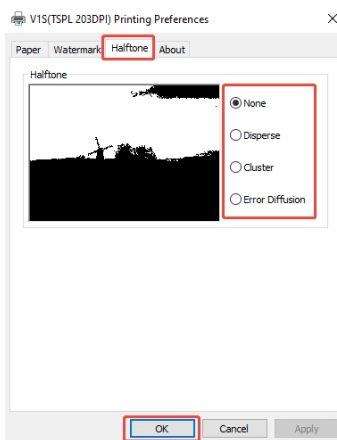 V1S(TSPL 203DPI) Printing Preferences
Paper Watermark Halftone About
Halftone
None
Disperse
Cluster
Error Diffusion
OK Cancel Apply